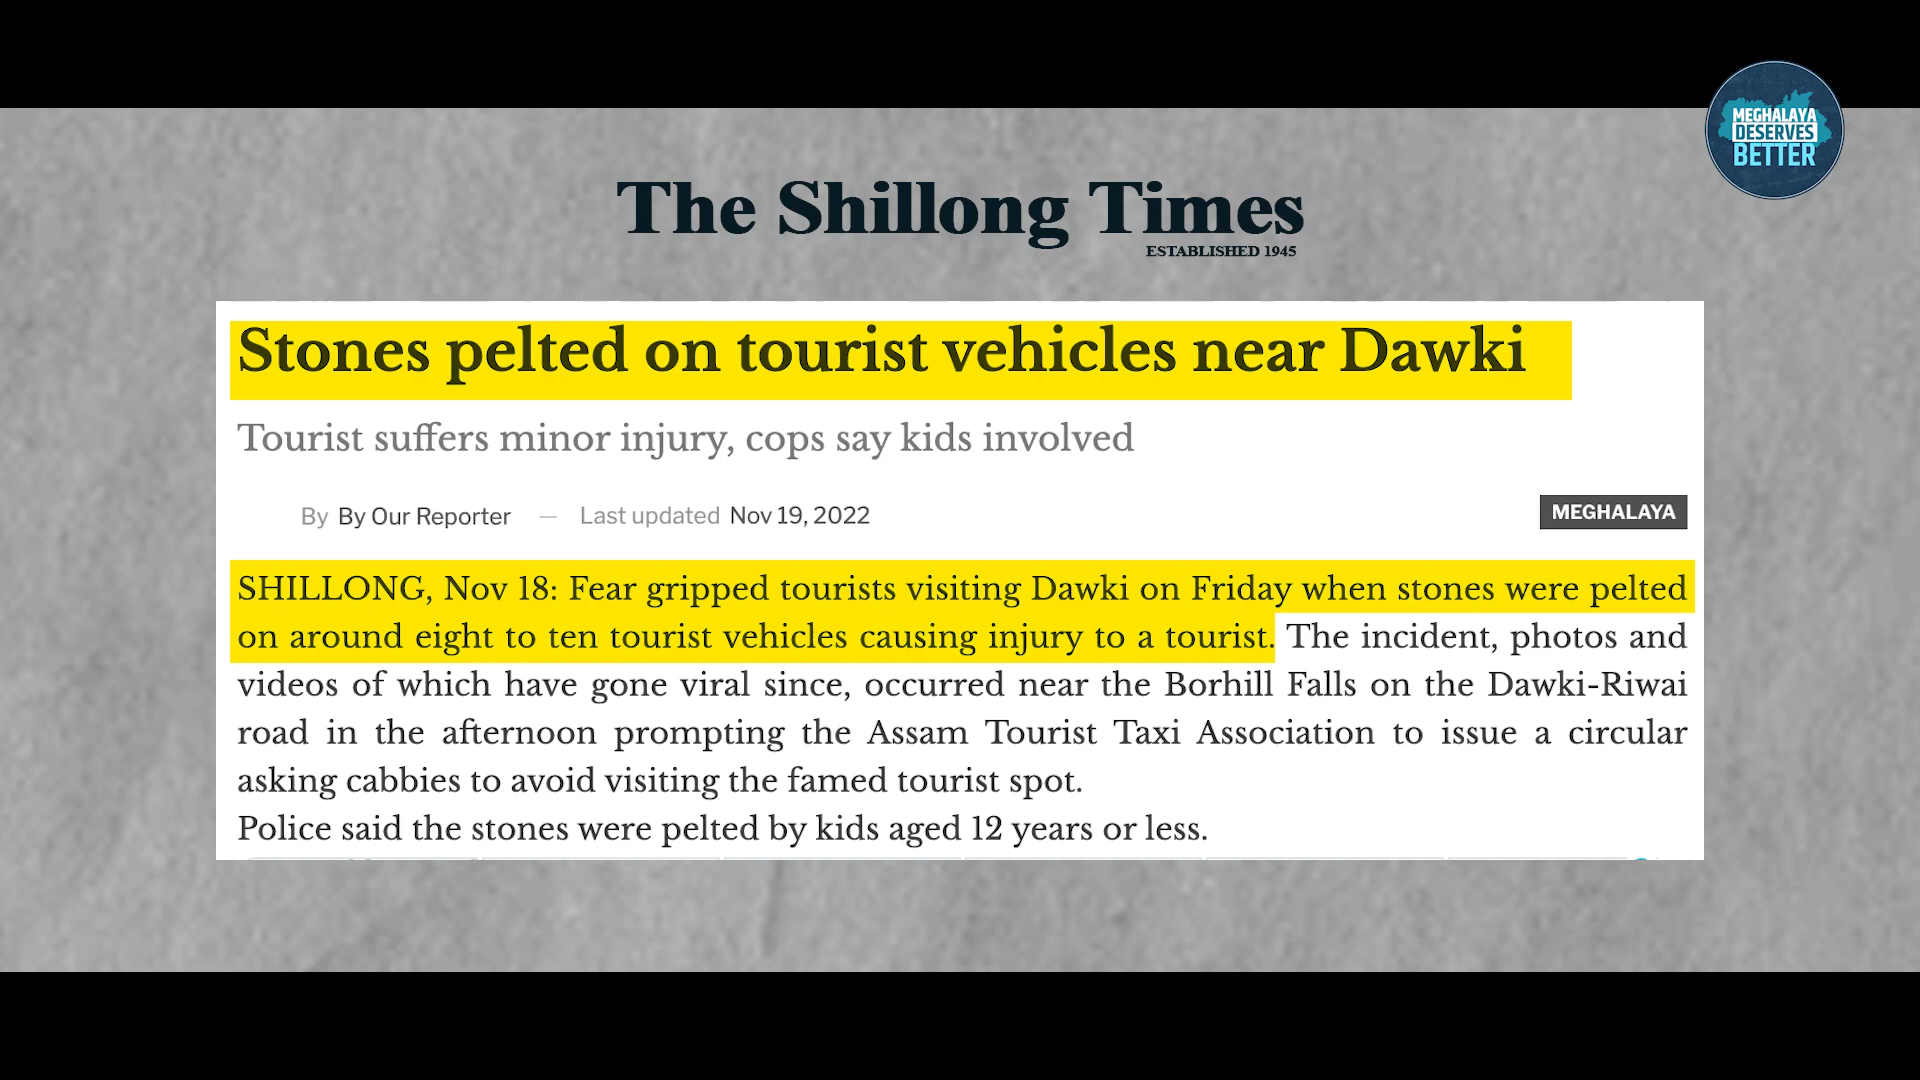 MEGHALAYA
DESERVES
BETTER
The Shillong Times
ESTABLISHED 1945
Stones pelted on tourist vehicles near Dawki
Tourist suffers minor injury, cops say kids involved
By By Our Reporter — Last updated Nov 19, 2022
MEGHALAYA
SHILLONG, Nov 18: Fear gripped tourists visiting Dawki on Friday when stones were pelted
on around eight to ten tourist vehicles causing injury to a tourist. The incident, photos and
videos of which have gone viral since, occurred near the Borhill Falls on the Dawki-Riwai
road in the afternoon prompting the Assam Tourist Taxi Association to issue a circular
asking cabbies to avoid visiting the famed tourist spot.
Police said the stones were pelted by kids aged 12 years or less.